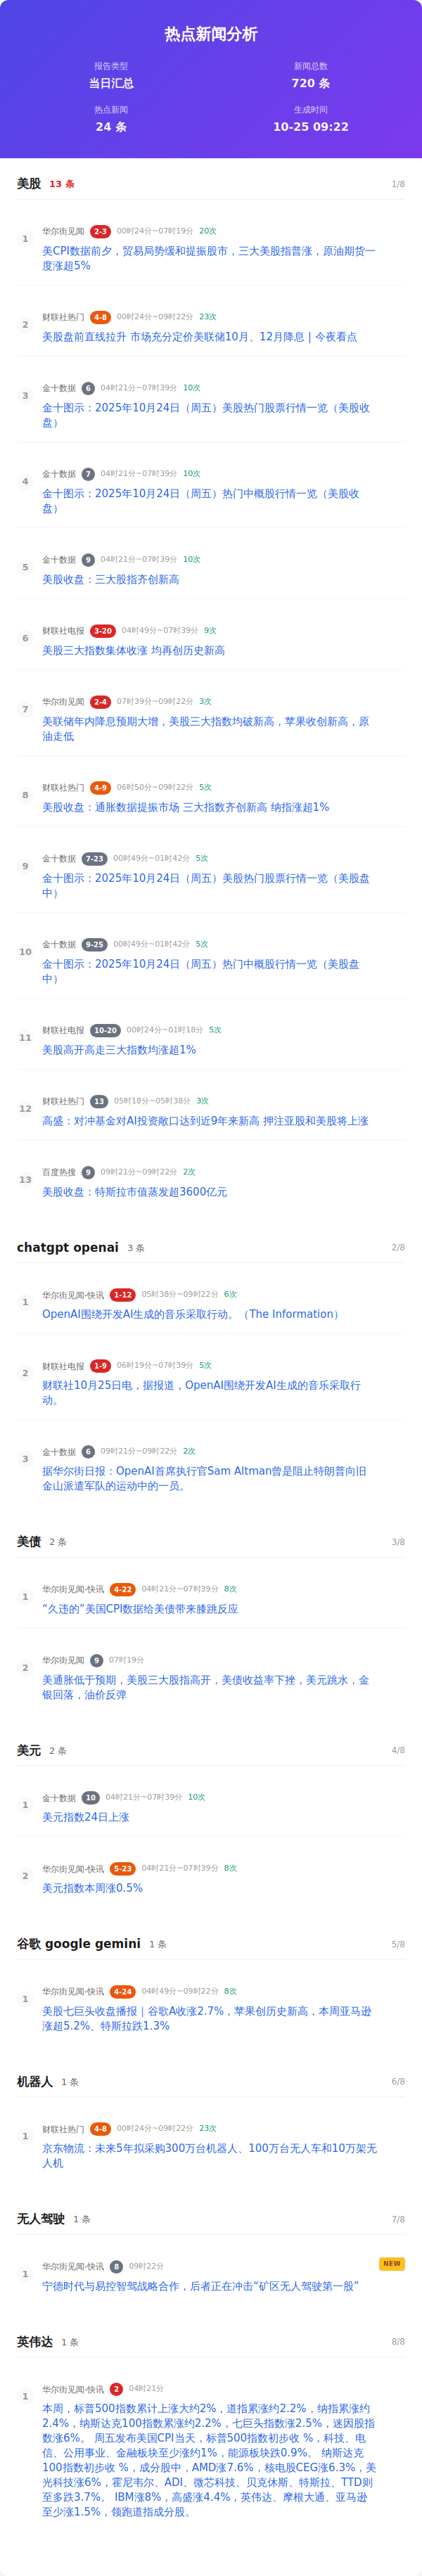 热点新闻分析
报告类型
当日汇总
新闻总数
720 条
热点新闻
24 条
生成时间
10-25 09:22
美股 13 条 1/8
1
华尔街见闻 2-3 00时24分~07时19分 20次
美CPI数据前夕，贸易局势缓和提振股市，三大美股指普涨，原油期货一
度涨超5%
2
财联社热门 4-8 00时24分~09时22分 23次
美股盘前直线拉升 市场充分定价美联储10月、12月降息 | 今夜看点
3
金十数据 6 04时21分~07时39分 10次
金十图示：2025年10月24日（周五）美股热门股票行情一览（美股收
盘）
4
金十数据 7 04时21分~07时39分 10次
金十图示：2025年10月24日（周五）热门中概股行情一览（美股收
盘）
5
金十数据 9 04时21分~07时39分 10次
美股收盘：三大股指齐创新高
6
财联社电报 3-20 04时49分~07时39分 9次
美股三大指数集体收涨 均再创历史新高
7
华尔街见闻 2-4 07时39分~09时22分 3次
美联储年内降息预期大增，美股三大指数均破新高，苹果收创新高，原
油走低
8
财联社热门 4-9 06时50分~09时22分 5次
美股收盘：通胀数据提振市场 三大指数齐创新高 纳指涨超1%
9
金十数据 7-23 00时49分~01时42分 5次
金十图示：2025年10月24日（周五）美股热门股票行情一览（美股盘
中）
10
金十数据 9-25 00时49分~01时42分 5次
金十图示：2025年10月24日（周五）热门中概股行情一览（美股盘
中）
11
财联社电报 10-20 00时24分~01时18分 5次
美股高开高走三大指数均涨超1%
12
财联社热门 13 05时18分~05时38分 3次
高盛：对冲基金对AI投资敞口达到近9年来新高 押注亚股和美股将上涨
13
百度热搜 9 09时21分~09时22分 2次
美股收盘：特斯拉市值蒸发超3600亿元
chatgpt openai 3 条 2/8
1
华尔街见闻-快讯 1-12 05时38分~09时22分 6次
OpenAI围绕开发AI生成的音乐采取行动。（The Information）
2
财联社电报 1-9 06时19分~07时39分 5次
财联社10月25日电，据报道，OpenAI围绕开发AI生成的音乐采取行
动。
3
金十数据 6 09时21分~09时22分 2次
据华尔街日报：OpenAI首席执行官Sam Altman曾是阻止特朗普向旧
金山派遣军队的运动中的一员。
美债 2 条 3/8
1
华尔街见闻-快讯 4-22 04时21分~07时39分 8次
“久违的”美国CPI数据给美债带来膝跳反应
2
华尔街见闻 9 07时19分
美通胀低于预期，美股三大股指高开，美债收益率下挫，美元跳水，金
银回落，油价反弹
美元 2 条 4/8
1
金十数据 10 04时21分~07时39分 10次
美元指数24日上涨
2
华尔街见闻-快讯 5-23 04时21分~07时39分 8次
美元指数本周涨0.5%
谷歌 google gemini 1 条 5/8
1
华尔街见闻-快讯 4-24 04时49分~09时22分 8次
美股七巨头收盘播报｜谷歌A收涨2.7%，苹果创历史新高，本周亚马逊
涨超5.2%、特斯拉跌1.3%
机器人 1 条 6/8
1
财联社热门 4-8 00时24分~09时22分 23次
京东物流：未来5年拟采购300万台机器人、100万台无人车和10万架无
人机
无人驾驶 1 条 7/8
1
华尔街见闻-快讯 8 09时22分
NEW
宁德时代与易控智驾战略合作，后者正在冲击“矿区无人驾驶第一股”
英伟达 1 条 8/8
1
华尔街见闻-快讯 2 04时21分
本周，标普500指数累计上涨大约2%，道指累涨约2.2%，纳指累涨约
2.4%，纳斯达克100指数累涨约2.2%，七巨头指数涨2.5%，迷因股指
数涨6%。 周五发布美国CPI当天，标普500指数初步收 %，科技、电
信、公用事业、金融板块至少涨约1%，能源板块跌0.9%。 纳斯达克
100指数初步收 %，成分股中，AMD涨7.6%，核电股CEG涨6.3%，美
光科技涨6%，霍尼韦尔、ADI、微芯科技、贝克休斯、特斯拉、TTD则
至多跌3.7%。 IBM涨8%，高盛涨4.4%，英伟达、摩根大通、亚马逊
至少涨1.5%，领跑道指成分股。